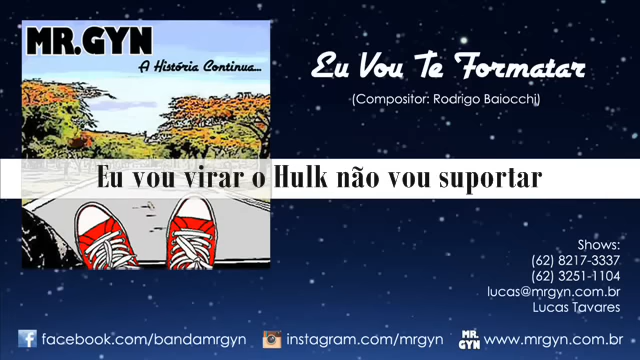 MR.GYN
A História Continua...
Eu Vou Te Formatar
(Compositor: Rodrigo Baiocchi)
Eu vou virar o Hulk não vou suportar
Shows:
(62) 8217-3337
(62) 3251-1104
lucas@mrgyn.com.br
Lucas Tavares
facebook.com/bandamrgyn
instagram.com/mrgyn
MR.
GYN
www.mrgyn.com.br